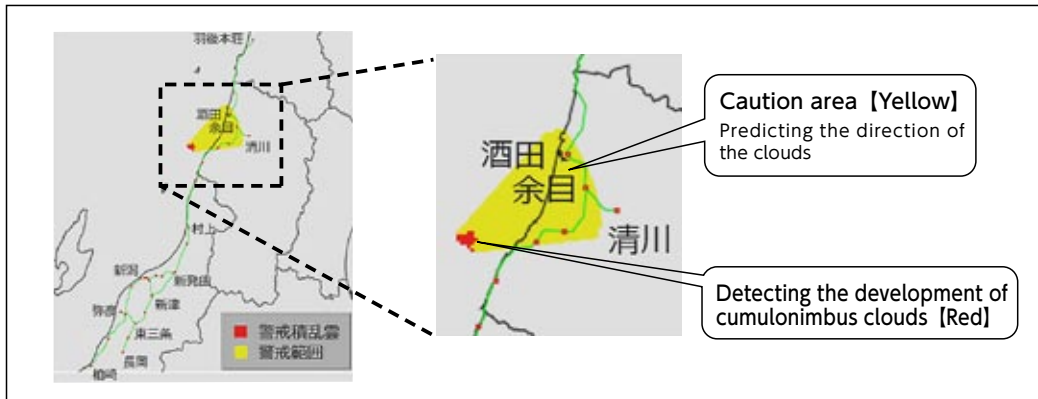 羽後本荘
酒田
余目
清川
村上
新潟
新発田
弥彦
新津
東三条
長岡
柏崎
警戒積乱雲
警戒範囲
酒田
余目
清川
Caution area【Yellow】
Predicting the direction of
the clouds
Detecting the development of
cumulonimbus clouds【Red】